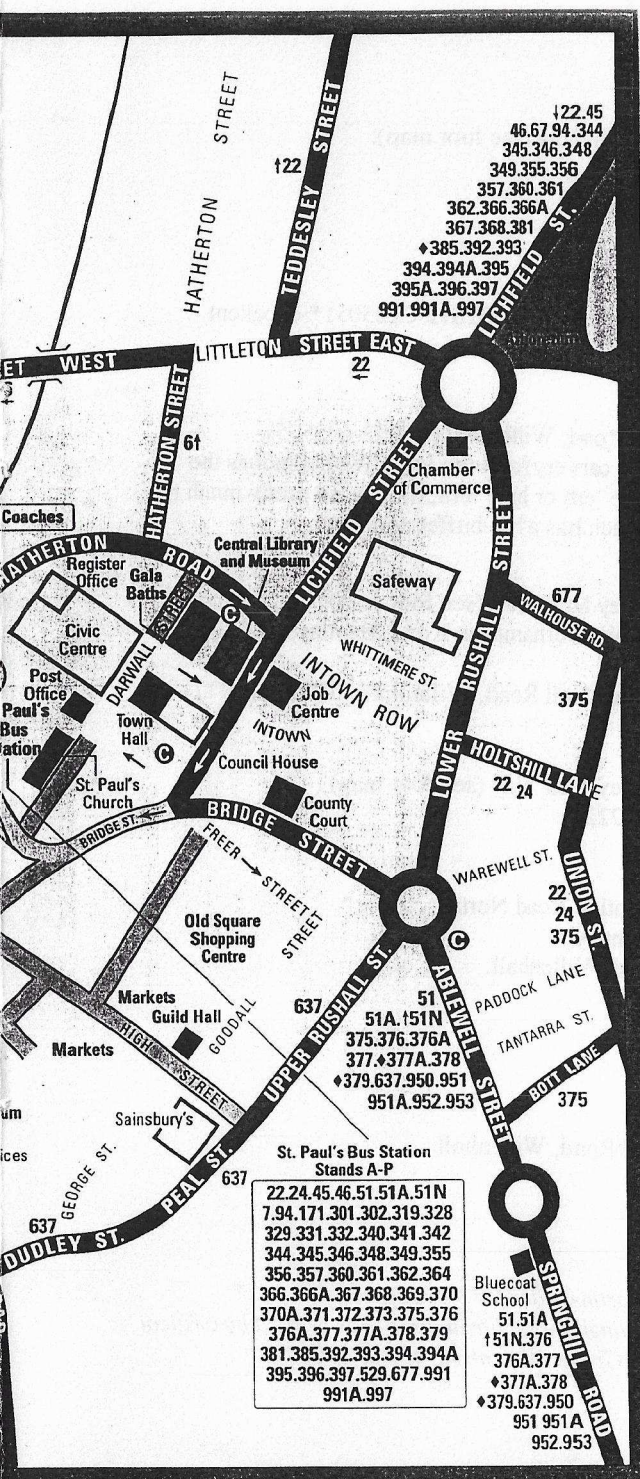 HATHERTON STREET
TEDDESLEY STREET
†22
↓22.45
46.67.94.344
345.346.348
349.355.356
357.360.361
362.366.366A
367.368.381
♦385.392.393
394.394A.395
395A.396.397
991.991A.997
LICHFIELD ST.
ET WEST
LITTLETON STREET EAST
22
←
HATHERTON STREET
6†
Chamber
of Commerce
Coaches
HATHERTON ROAD
Register
Office
Gala
Baths
Central Library
and Museum
LICHFIELD STREET
Safeway
LOWER RUSHALL STREET
677
WALHOUSE RD.
STREET
DARWALL
C
Civic
Centre
WHITTIMERE ST.
INTOWN ROW
Job
Centre
375
Post
Office
Paul's
Bus
ation
Town
Hall
INTOWN
C
Council House
HOLTSHILL LANE
22 24
St. Paul's
Church
County
Court
BRIDGE ST. ←
BRIDGE STREET
FREER → STREET
STREET
WAREWELL ST.
UNION ST.
22
24
375
Old Square
Shopping
Centre
C
GOODALL
Markets
Guild Hall
637
UPPER RUSHALL ST.
51
51A.†51N
375.376.376A
377.♦377A.378
♦379.637.950.951
951A.952.953
ABLEWELL STREET
PADDOCK LANE
TANTARRA ST.
Markets
HIGH STREET
BOTT LANE
375
um
Sainsbury's
ices
GEORGE ST.
PEAL ST.
637
637
DUDLEY ST.
St. Paul's Bus Station
Stands A-P
22.24.45.46.51.51A.51N
7.94.171.301.302.319.328
329.331.332.340.341.342
344.345.346.348.349.355
356.357.360.361.362.364
366.366A.367.368.369.370
370A.371.372.373.375.376
376A.377.377A.378.379
381.385.392.393.394.394A
395.396.397.529.677.991
991A.997
Bluecoat
School
51.51A
†51N.376
376A.377
♦377A.378
♦379.637.950
951 951A
952.953
SPRINGHILL ROAD